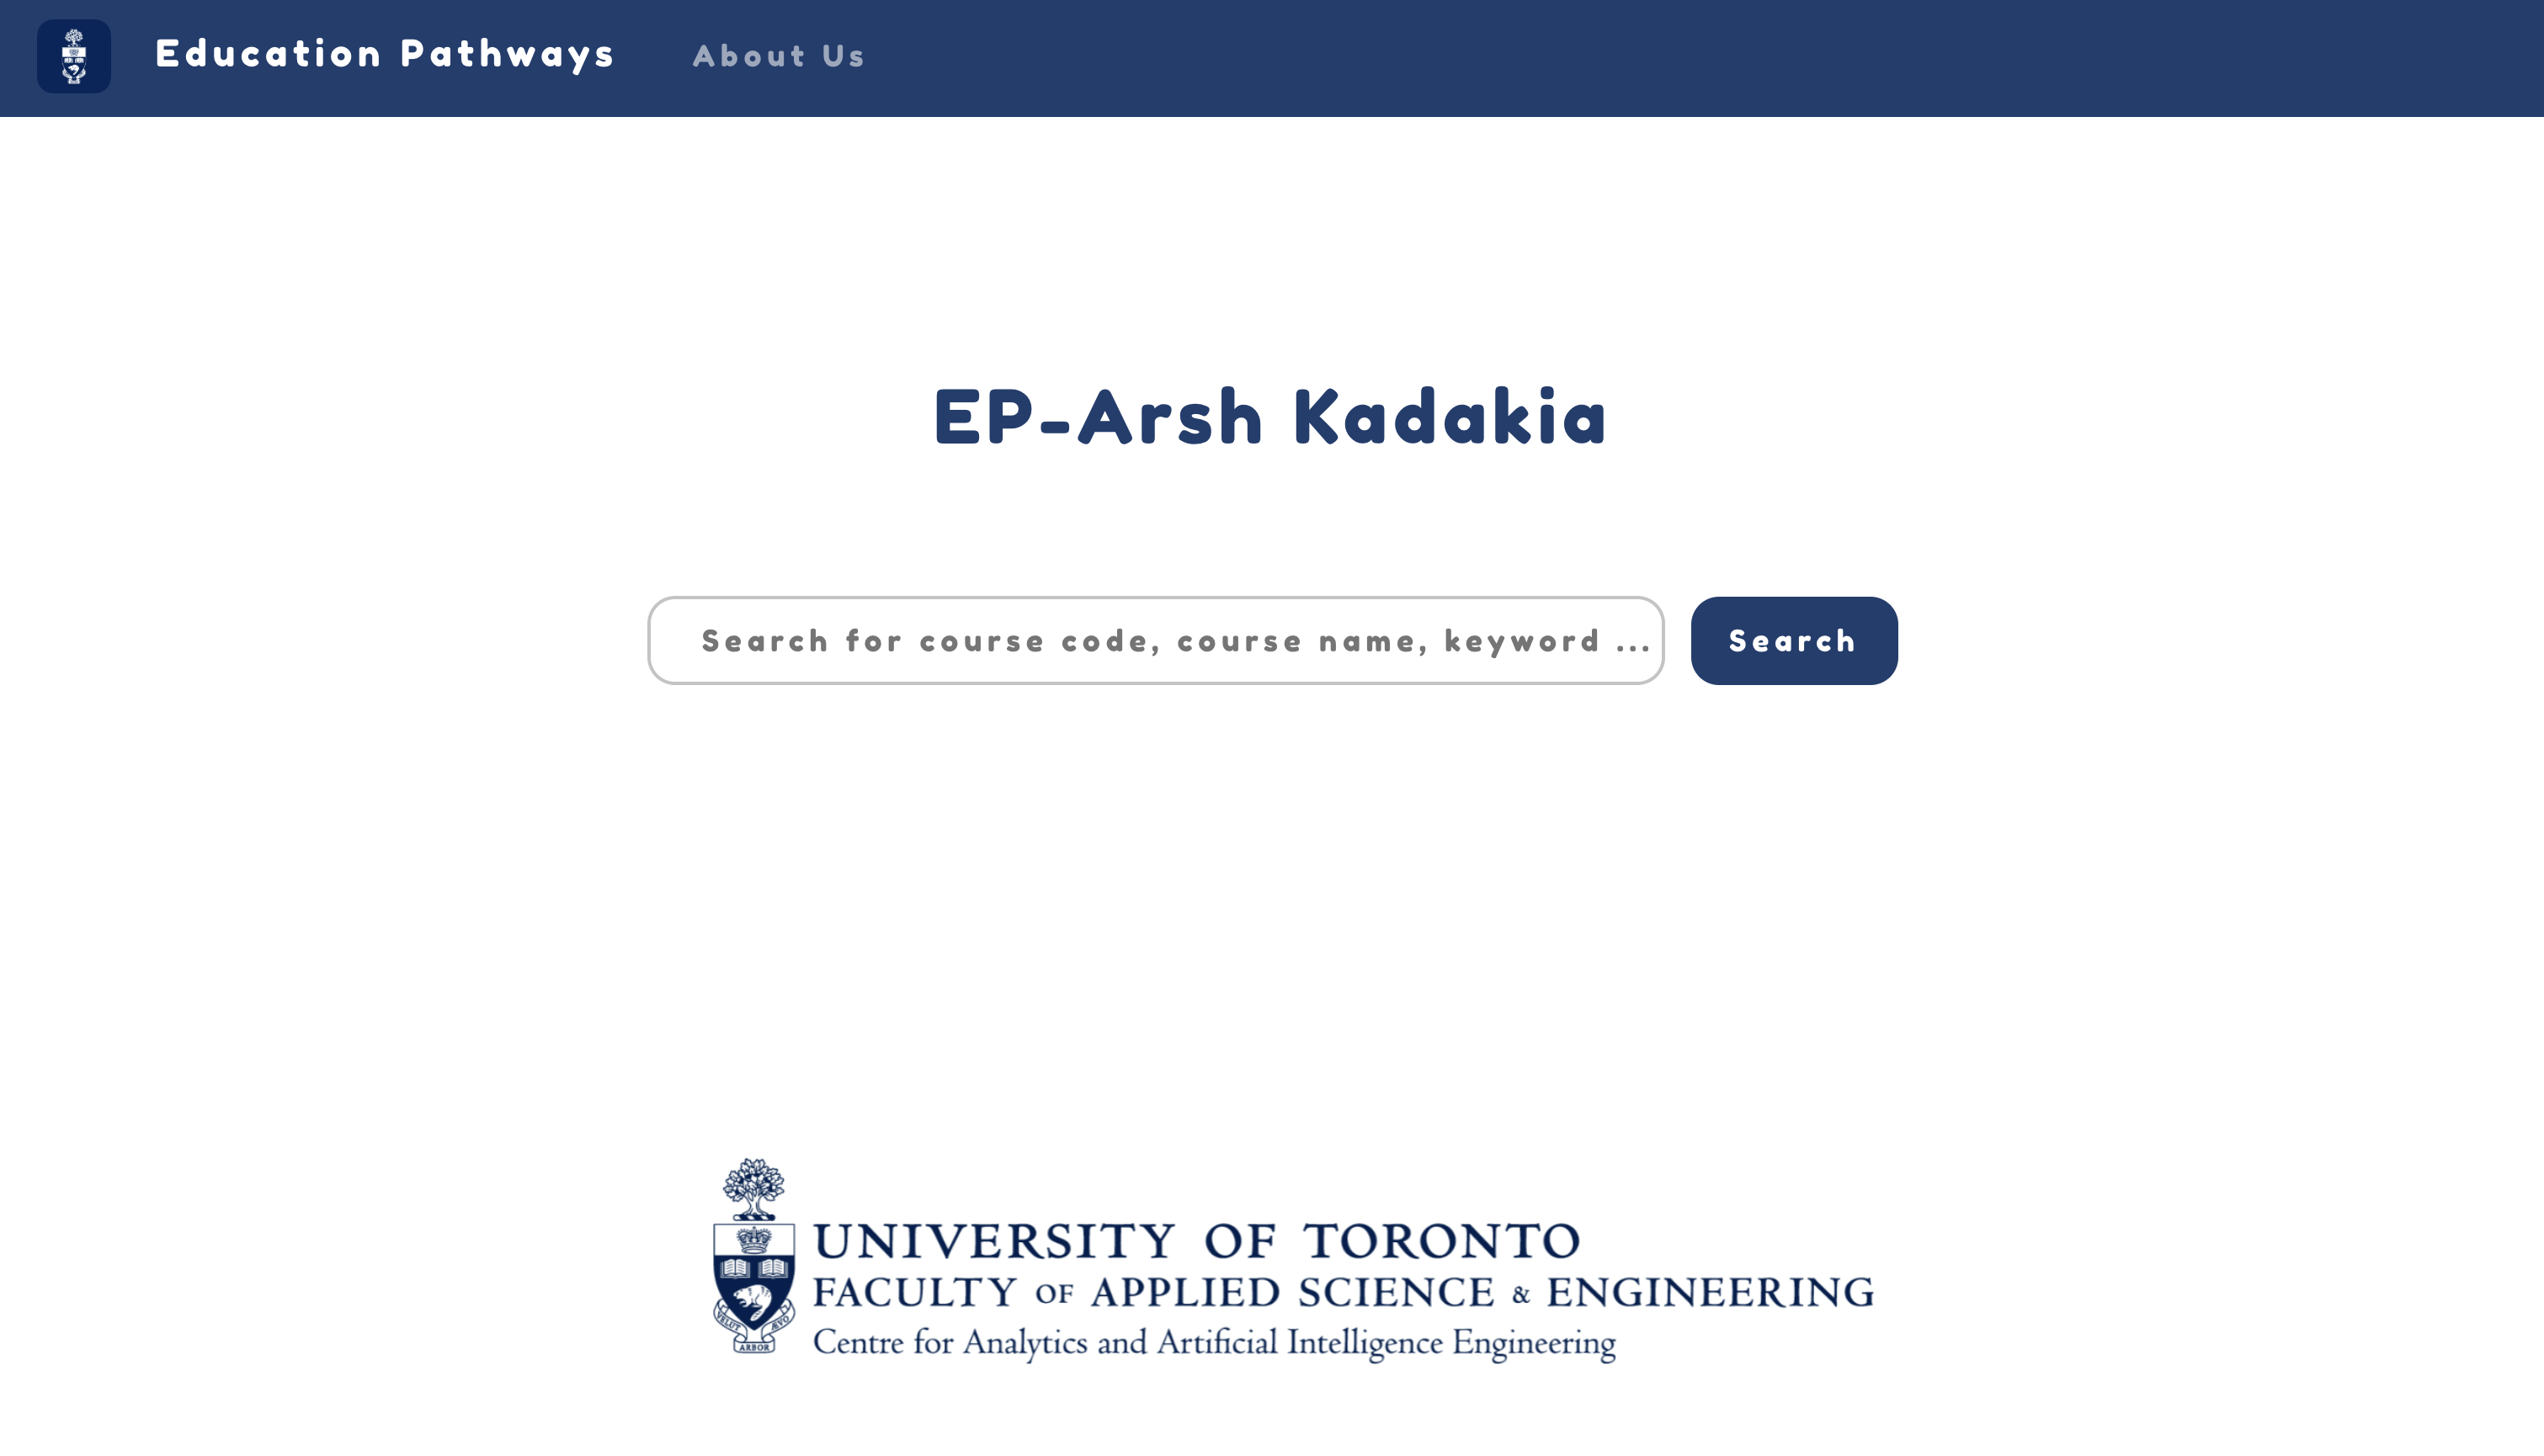 Education Pathways
About Us
EP-Arsh Kadakia
Search for course code, course name, keyword ...
Search
UNIVERSITY OF TORONTO
FACULTY OF APPLIED SCIENCE & ENGINEERING
Centre for Analytics and Artificial Intelligence Engineering
VELUT ARBOR ÆVO